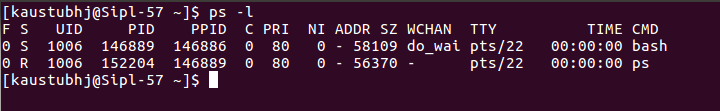 [kaustubhj@Sipl-57 ~]$ ps -l
F S   UID     PID    PPID  C PRI  NI ADDR SZ WCHAN  TTY          TIME CMD
0 S  1006  146889  146886  0  80   0 - 58109 do_wai pts/22   00:00:00 bash
0 R  1006  152204  146889  0  80   0 - 56370 -      pts/22   00:00:00 ps
[kaustubhj@Sipl-57 ~]$